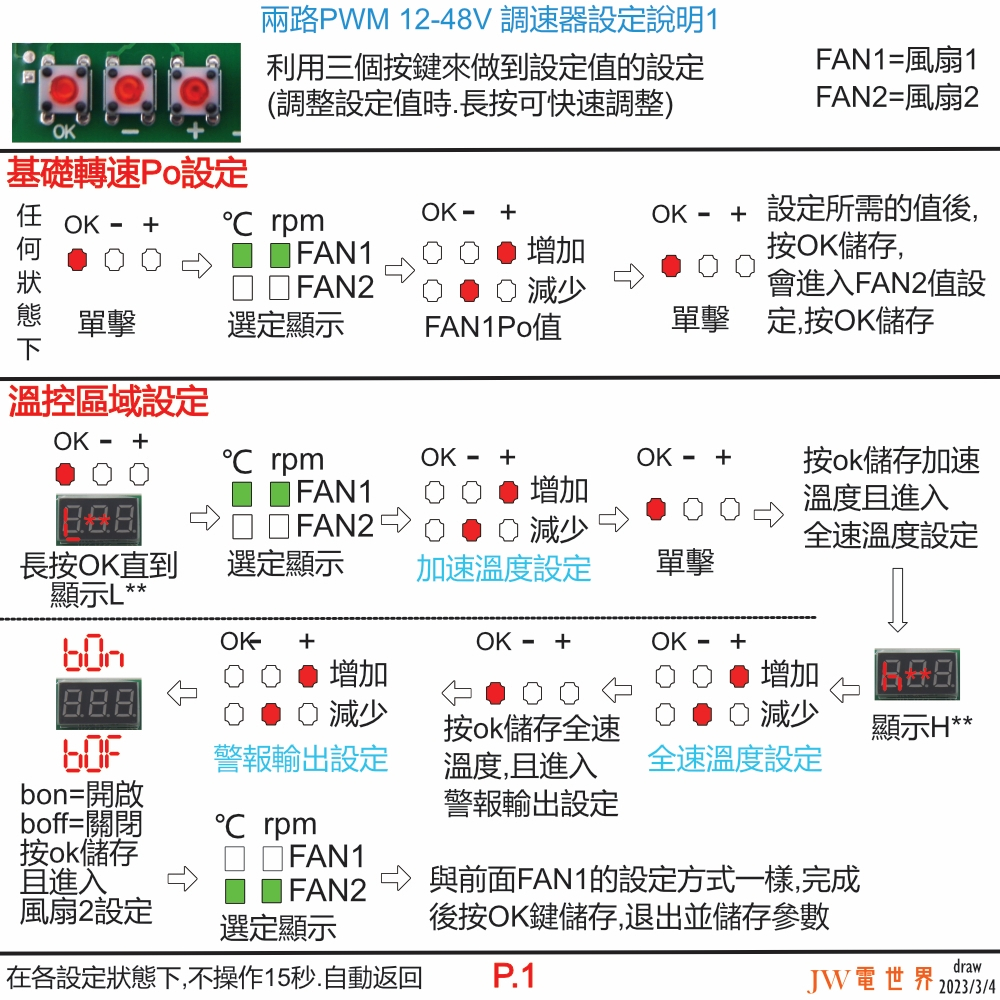 兩路PWM 12-48V 調速器設定說明1
利用三個按鍵來做到設定值的設定
(調整設定值時.長按可快速調整)
FAN1=風扇1
FAN2=風扇2
OK - +
基礎轉速Po設定
任何狀態下
OK - +
單擊
℃ rpm
FAN1
FAN2
選定顯示
OK - +
增加
減少
FAN1Po值
OK - +
單擊
設定所需的值後,
按OK儲存,
會進入FAN2值設
定,按OK儲存
溫控區域設定
OK - +
L**
長按OK直到
顯示L**
℃ rpm
FAN1
FAN2
選定顯示
OK - +
增加
減少
加速溫度設定
OK - +
單擊
按ok儲存加速
溫度且進入
全速溫度設定
h**
顯示H**
OK - +
增加
減少
全速溫度設定
OK - +
按ok儲存全速
溫度,且進入
警報輸出設定
OK - +
增加
減少
警報輸出設定
b0n
b0F
bon=開啟
boff=關閉
按ok儲存
且進入
風扇2設定
℃ rpm
FAN1
FAN2
選定顯示
與前面FAN1的設定方式一樣,完成
後按OK鍵儲存,退出並儲存參數
在各設定狀態下,不操作15秒.自動返回
P.1
JW電世界
draw
2023/3/4